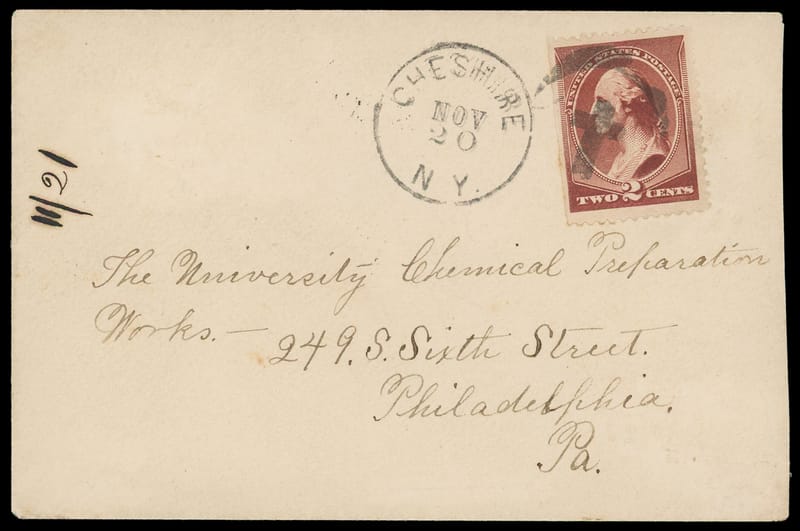 CHESHIRE
NOV
20
N Y.
UNITED STATES POSTAGE
TWO 2 CENTS
11/21
The University Chemical Preparation
Works.—
249. S. Sixth Street.
Philadelphia.
Pa.